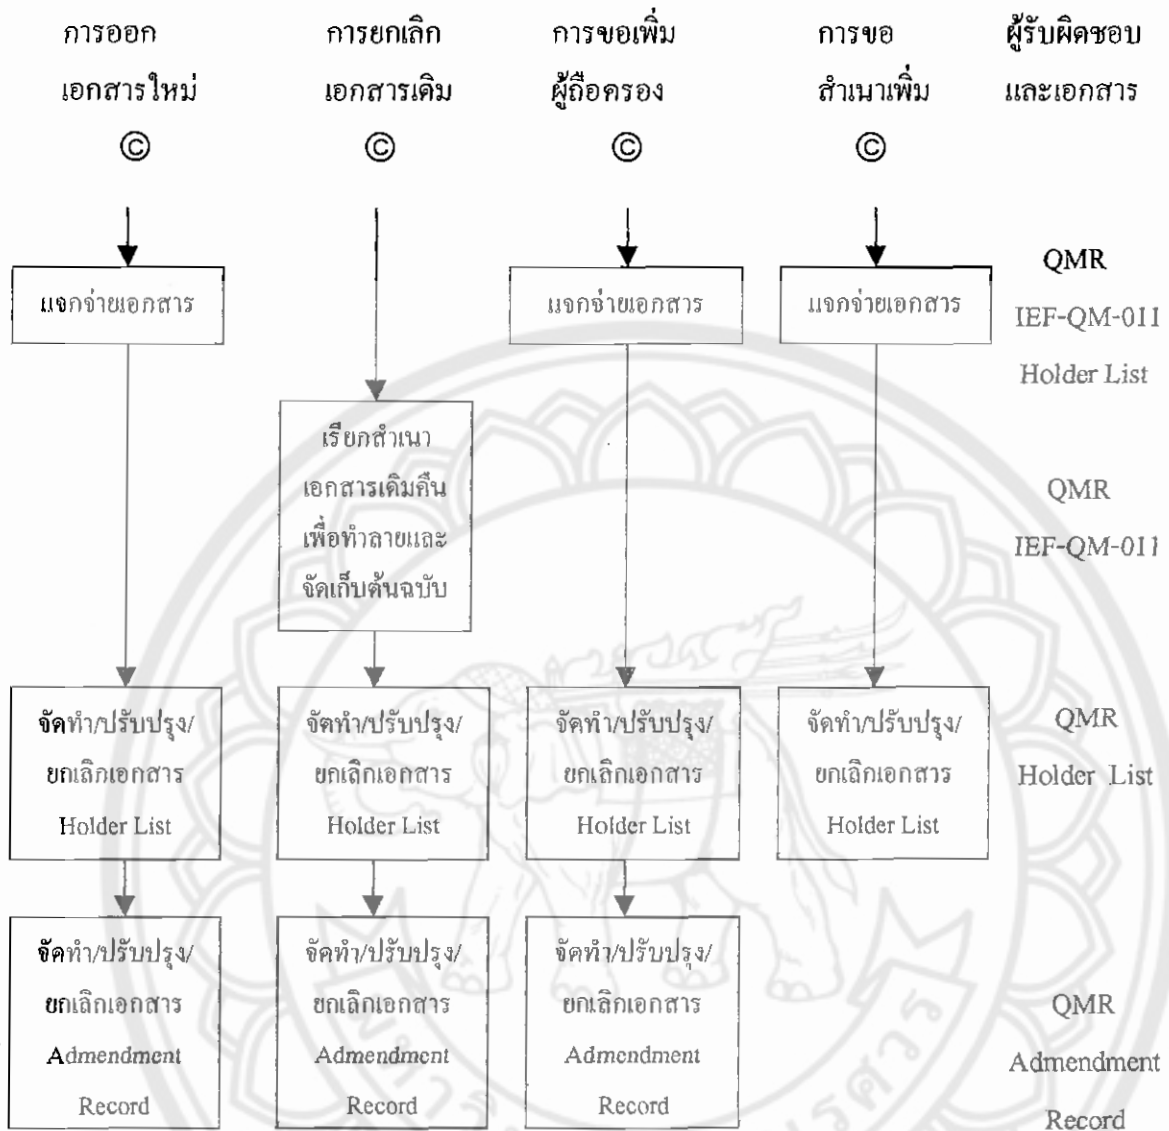 การออก
เอกสารใหม่
©
การยกเลิก
เอกสารเดิม
©
การขอเพิ่ม
ผู้ถือครอง
©
การขอ
สำเนาเพิ่ม
©
ผู้รับผิดชอบ
และเอกสาร
แจกจ่ายเอกสาร
แจกจ่ายเอกสาร
แจกจ่ายเอกสาร
QMR
IEF-QM-011
Holder List
เรียกสำเนา
เอกสารเดิมคืน
เพื่อทำลายและ
จัดเก็บต้นฉบับ
QMR
IEF-QM-011
จัดทำ/ปรับปรุง/
ยกเลิกเอกสาร
Holder List
จัดทำ/ปรับปรุง/
ยกเลิกเอกสาร
Holder List
จัดทำ/ปรับปรุง/
ยกเลิกเอกสาร
Holder List
จัดทำ/ปรับปรุง/
ยกเลิกเอกสาร
Holder List
QMR
Holder List
จัดทำ/ปรับปรุง/
ยกเลิกเอกสาร
Admendment
Record
จัดทำ/ปรับปรุง/
ยกเลิกเอกสาร
Admendment
Record
จัดทำ/ปรับปรุง/
ยกเลิกเอกสาร
Admendment
Record
QMR
Admendment
Record